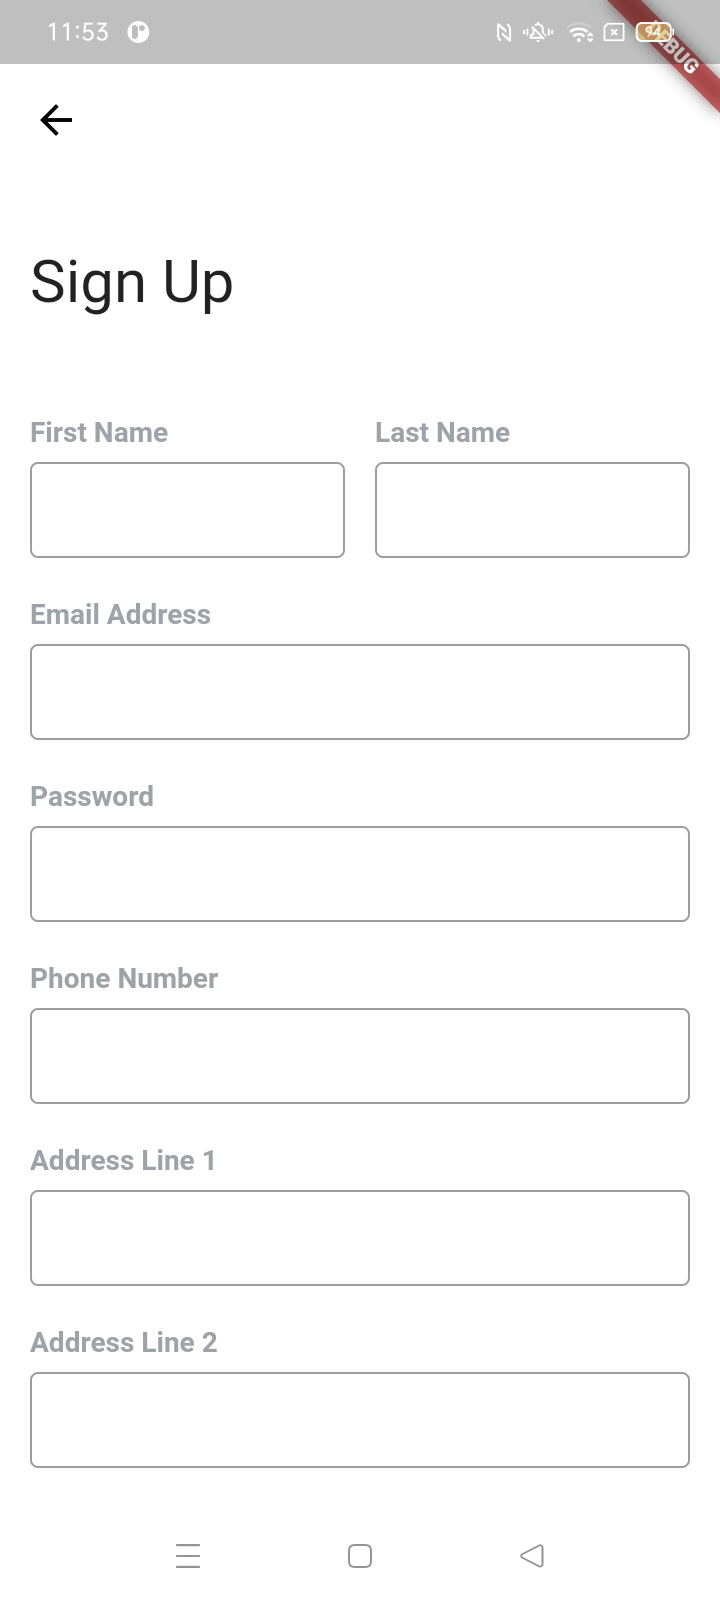 11:53
94
DEBUG
Sign Up
First Name
Last Name
Email Address
Password
Phone Number
Address Line 1
Address Line 2